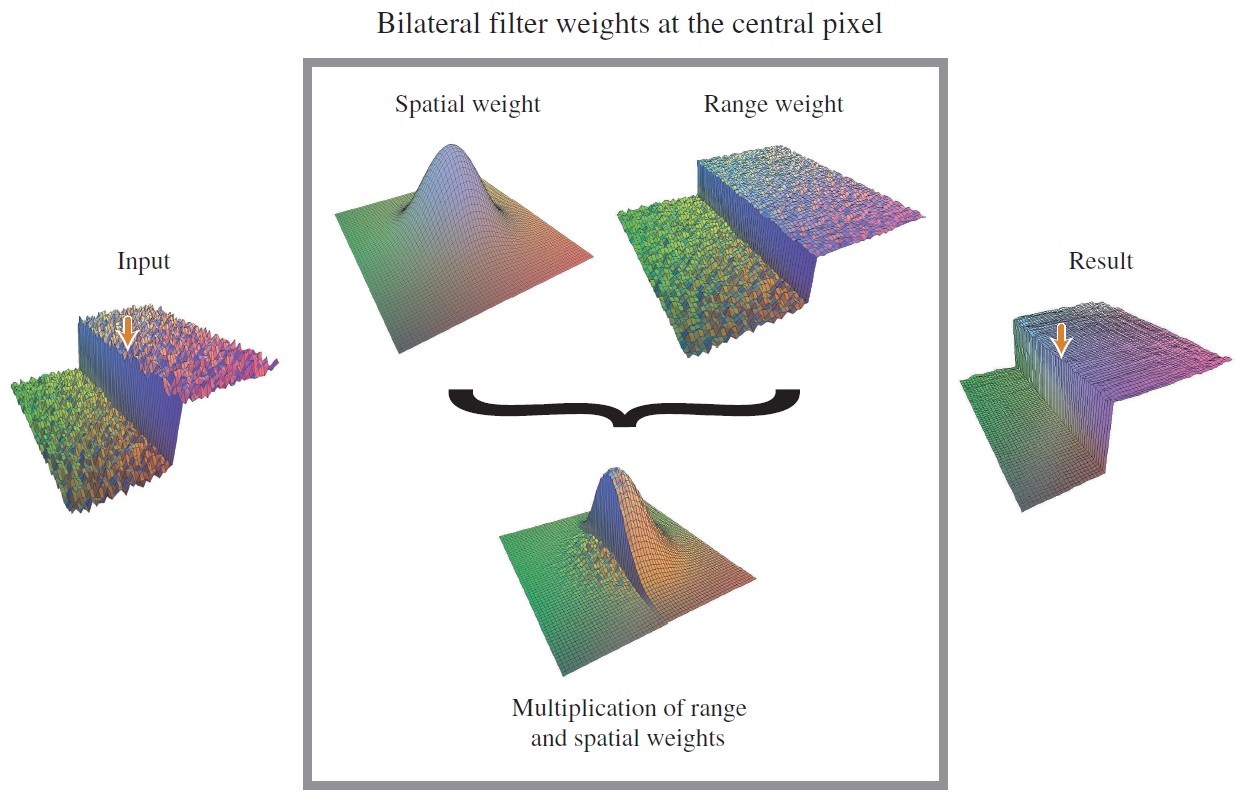 Bilateral filter weights at the central pixel
Spatial weight
Range weight
Input
Result
Multiplication of range
and spatial weights